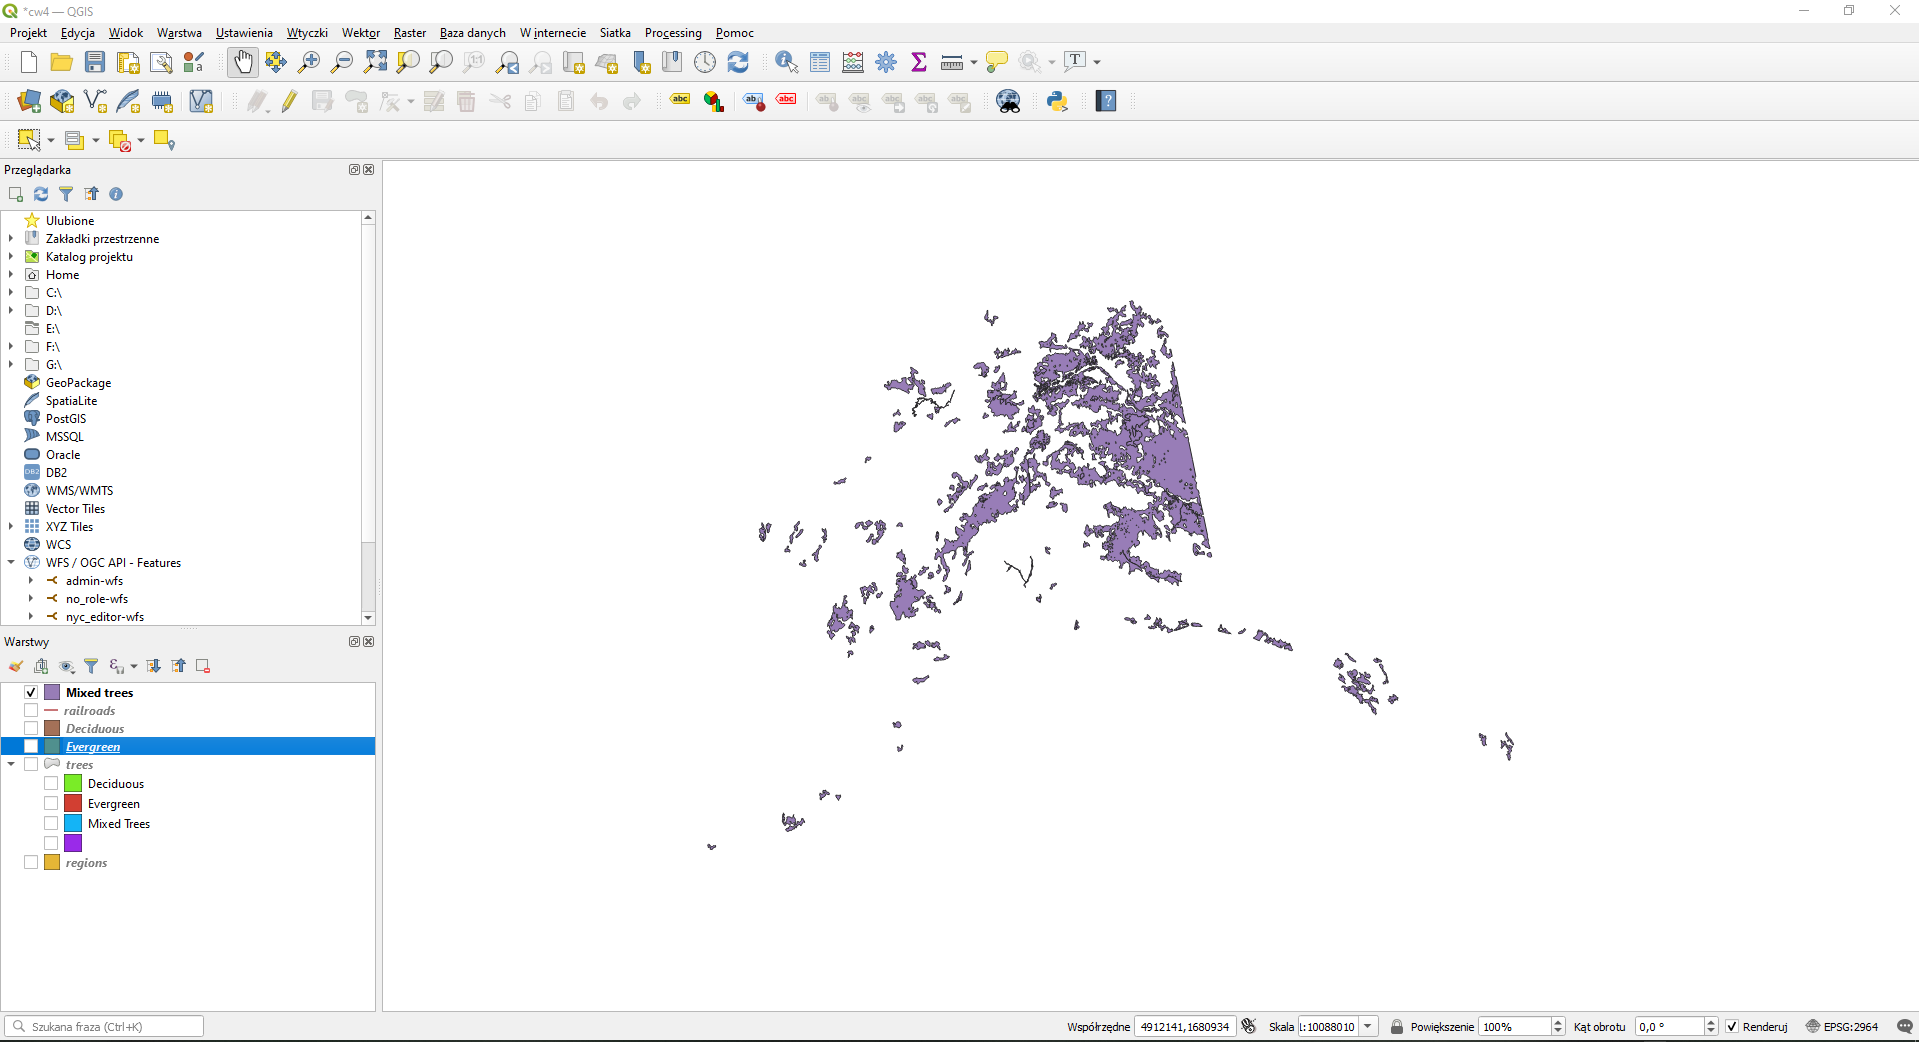 *cw4 — QGIS
Projekt Edycja Widok Warstwa Ustawienia Wtyczki Wektor Raster Baza danych W internecie Siatka Processing Pomoc
Przeglądarka
Ulubione
Zakładki przestrzenne
Katalog projektu
Home
C:\
D:\
E:\
F:\
G:\
GeoPackage
SpatiaLite
PostGIS
MSSQL
Oracle
DB2
WMS/WMTS
Vector Tiles
XYZ Tiles
WCS
WFS / OGC API - Features
admin-wfs
no_role-wfs
nyc_editor-wfs
Warstwy
Mixed trees
railroads
Deciduous
Evergreen
trees
Deciduous
Evergreen
Mixed Trees
regions
Szukana fraza (Ctrl+K) Współrzędne 4912141,1680934 Skala 1:10088010 Powiększenie 100% Kąt obrotu 0,0 ° Renderuj EPSG:2964